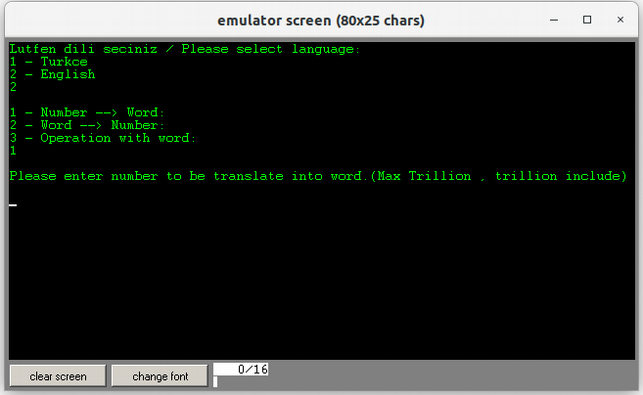 emulator screen (80x25 chars)
Lutfen dili seciniz / Please select language:
1 - Turkce
2 - English
2
1 - Number --> Word:
2 - Word --> Number:
3 - Operation with word:
1
Please enter number to be translate into word.(Max Trillion , trillion include)
clear screen
change font
0/16